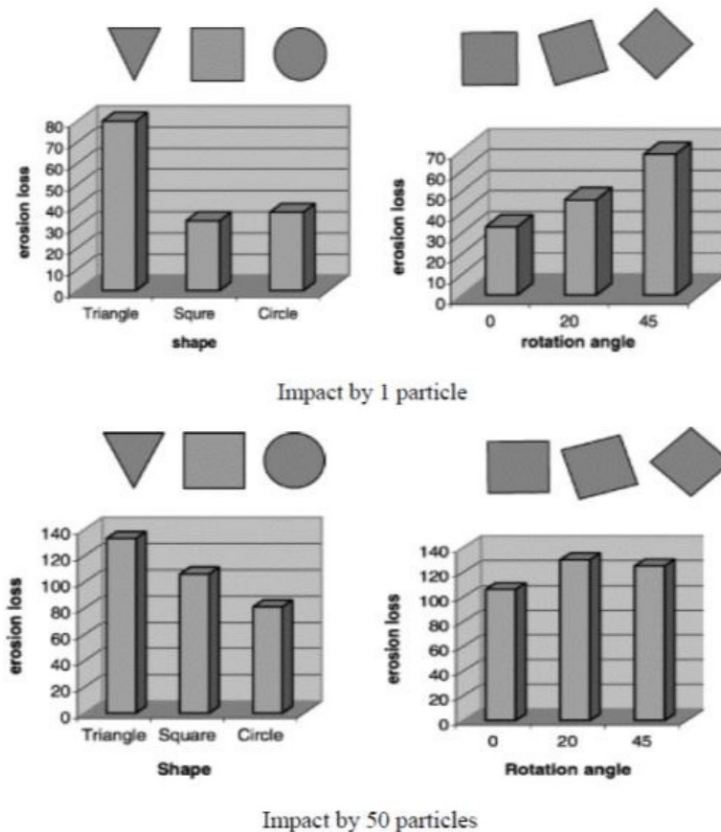 80
70
60
50
40
30
20
10
0
erosion loss
Triangle Squre Circle
shape
70
60
50
40
30
20
10
0
erosion loss
0 20 45
rotation angle
Impact by 1 particle
140
120
100
80
60
40
20
0
erosion loss
Triangle Square Circle
Shape
140
120
100
80
60
40
20
0
erosion loss
0 20 45
Rotation angle
Impact by 50 particles